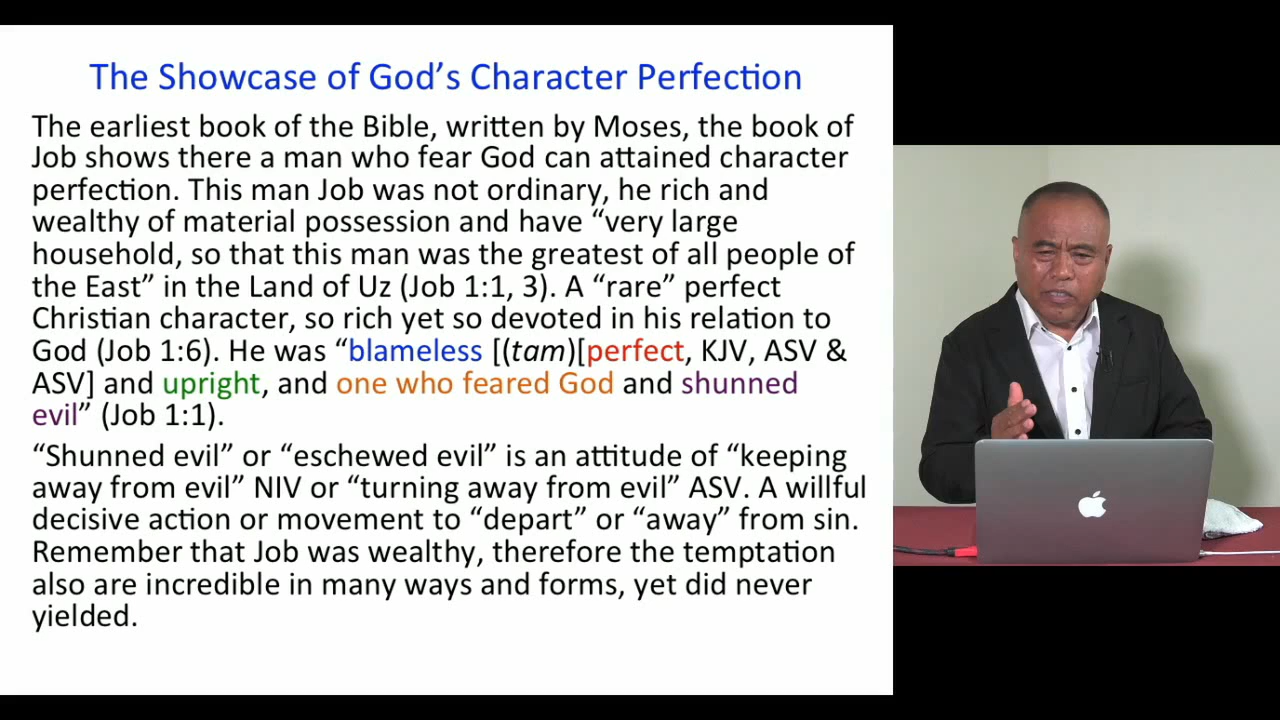 The Showcase of God’s Character Perfection
The earliest book of the Bible, written by Moses, the book of
Job shows there a man who fear God can attained character
perfection. This man Job was not ordinary, he rich and
wealthy of material possession and have “very large
household, so that this man was the greatest of all people of
the East” in the Land of Uz (Job 1:1, 3). A “rare” perfect
Christian character, so rich yet so devoted in his relation to
God (Job 1:6). He was “blameless [(tam)[perfect, KJV, ASV &
ASV] and upright, and one who feared God and shunned
evil” (Job 1:1).
“Shunned evil” or “eschewed evil” is an attitude of “keeping
away from evil” NIV or “turning away from evil” ASV. A willful
decisive action or movement to “depart” or “away” from sin.
Remember that Job was wealthy, therefore the temptation
also are incredible in many ways and forms, yet did never
yielded.